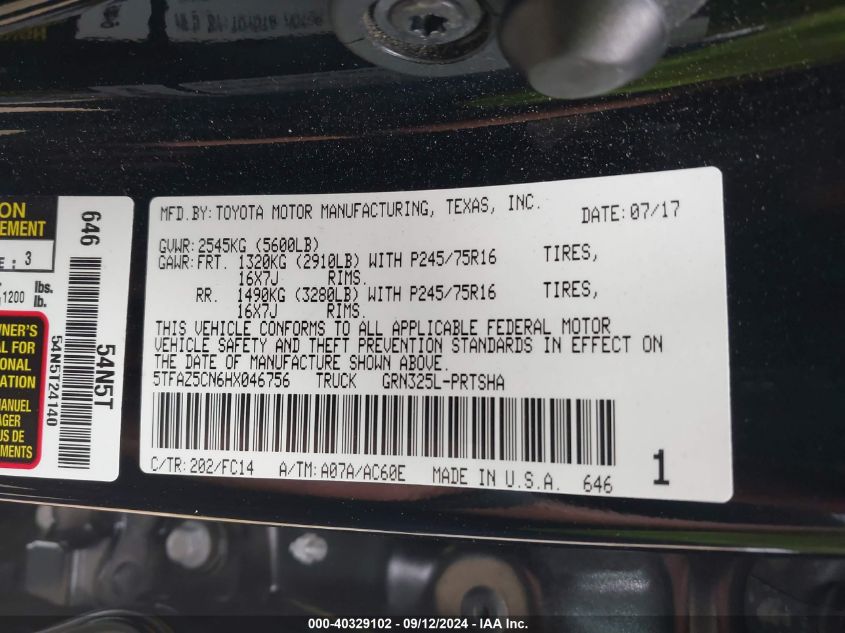 MFD.BY:TOYOTA MOTOR MANUFACTURING, TEXAS, INC. DATE:07/17
GVWR:2545KG (5600LB)
GAWR:FRT. 1320KG (2910LB) WITH P245/75R16 TIRES,
16X7J RIMS.
RR. 1490KG (3280LB) WITH P245/75R16 TIRES,
16X7J RIMS.
THIS VEHICLE CONFORMS TO ALL APPLICABLE FEDERAL MOTOR
VEHICLE SAFETY AND THEFT PREVENTION STANDARDS IN EFFECT ON
THE DATE OF MANUFACTURE SHOWN ABOVE.
5TFAZ5CN6HX046756 TRUCK GRN325L-PRTSHA
C/TR:202/FC14 A/TM:A07A/AC60E MADE IN U.S.A. 646
1
646
54N5T
54N5T24140
3
1200 lbs.
lb.
000-40329102 - 09/12/2024 - IAA Inc.